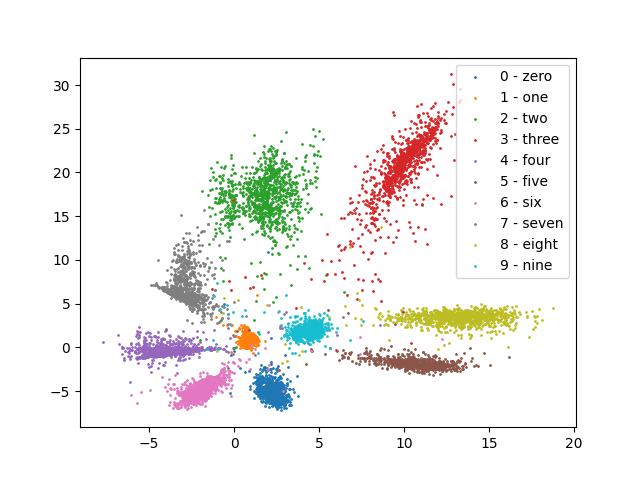 30
25
20
15
10
5
0
−5
−5
0
5
10
15
20
0 - zero
1 - one
2 - two
3 - three
4 - four
5 - five
6 - six
7 - seven
8 - eight
9 - nine